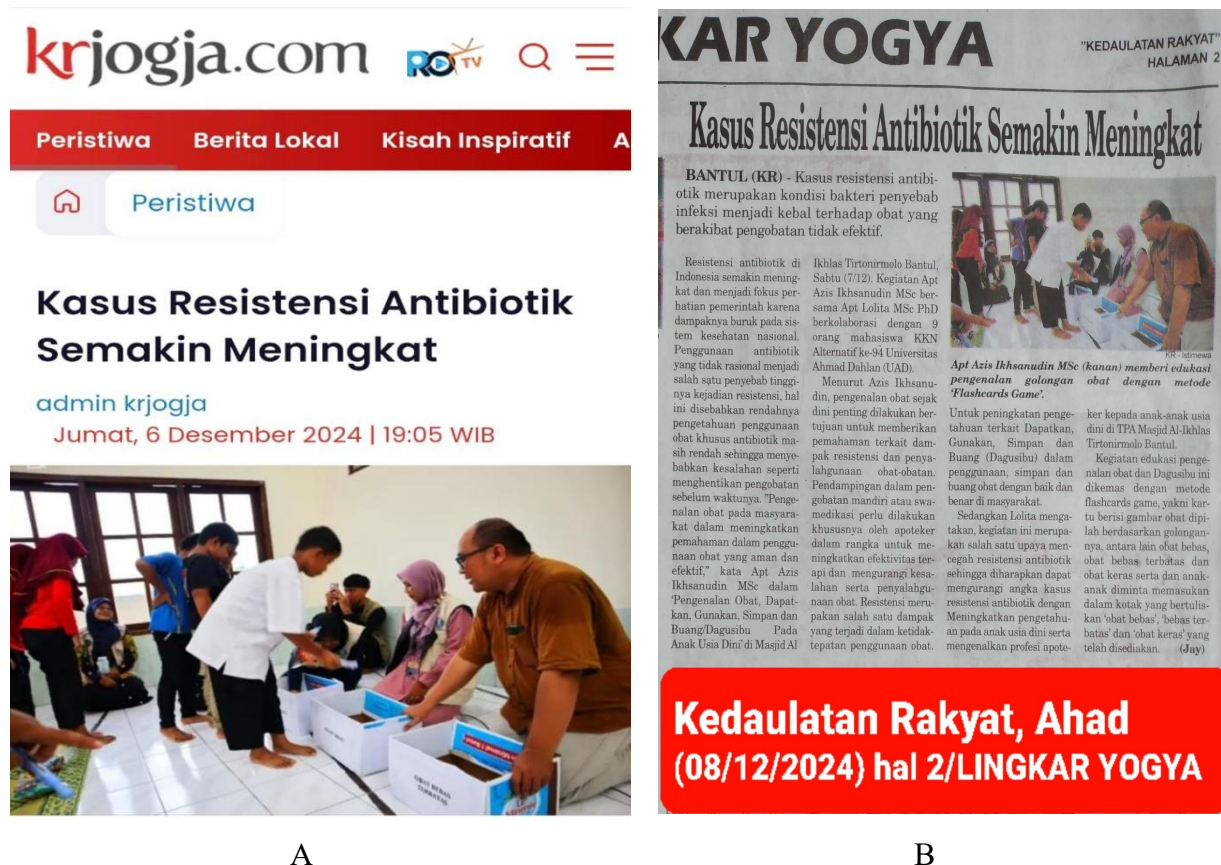 krjogja.com
RO TV
Peristiwa Berita Lokal Kisah Inspiratif A
Peristiwa
Kasus Resistensi Antibiotik
Semakin Meningkat
admin krjogja
Jumat, 6 Desember 2024 | 19:05 WIB
OBAT BEBAS
TERBATAS
A
KAR YOGYA
"KEDAULATAN RAKYAT"
HALAMAN 2
Kasus Resistensi Antibiotik Semakin Meningkat
BANTUL (KR) - Kasus resistensi antibi-
otik merupakan kondisi bakteri penyebab
infeksi menjadi kebal terhadap obat yang
berakibat pengobatan tidak efektif.
Resistensi antibiotik di
Indonesia semakin mening-
kat dan menjadi fokus per-
hatian pemerintah karena
dampaknya buruk pada sis-
tem kesehatan nasional.
Penggunaan antibiotik
yang tidak rasional menjadi
salah satu penyebab tinggi-
nya kejadian resistensi, hal
ini disebabkan rendahnya
pengetahuan penggunaan
obat khusus antibiotik ma-
sih rendah sehingga menye-
babkan kesalahan seperti
menghentikan pengobatan
sebelum waktunya. "Penge-
nalan obat pada masyara-
kat dalam meningkatkan
pemahaman dalam penggu-
naan obat yang aman dan
efektif," kata Apt Azis
Ikhsanudin MSc dalam
'Pengenalan Obat, Dapat-
kan, Gunakan, Simpan dan
Buang/Dagusibu Pada
Anak Usia Dini' di Masjid Al
Ikhlas Tirtonirmolo Bantul,
Sabtu (7/12). Kegiatan Apt
Azis Ikhsanudin MSc ber-
sama Apt Lolita MSc PhD
berkolaborasi dengan 9
orang mahasiswa KKN
Alternatif ke-94 Universitas
Ahmad Dahlan (UAD).
Menurut Azis Ikhsanu-
din, pengenalan obat sejak
dini penting dilakukan ber-
tujuan untuk memberikan
pemahaman terkait dam-
pak resistensi dan penya-
lahgunaan obat-obatan.
Pendampingan dalam pen-
gobatan mandiri atau swa-
medikasi perlu dilakukan
khususnya oleh apoteker
dalam rangka untuk me-
ningkatkan efektivitas ter-
api dan mengurangi kesa-
lahan serta penyalahgu-
naan obat. Resistensi meru-
pakan salah satu dampak
yang terjadi dalam ketidak-
tepatan penggunaan obat.
KR - Istimewa
Apt Azis Ikhsanudin MSc (kanan) memberi edukasi
pengenalan golongan obat dengan metode
'Flashcards Game'.
Untuk peningkatan penge-
tahuan terkait Dapatkan,
Gunakan, Simpan dan
Buang (Dagusibu) dalam
penggunaan, simpan dan
buang obat dengan baik dan
benar di masyarakat.
Sedangkan Lolita menga-
takan, kegiatan ini merupa-
kan salah satu upaya men-
cegah resistensi antibiotik
sehingga diharapkan dapat
mengurangi angka kasus
resistensi antibiotik dengan
Meningkatkan pengetahu-
an pada anak usia dini serta
mengenalkan profesi apote-
ker kepada anak-anak usia
dini di TPA Masjid Al-Ikhlas
Tirtonirmolo Bantul.
Kegiatan edukasi penge-
nalan obat dan Dagusibu ini
dikemas dengan metode
flashcards game, yakni kar-
tu berisi gambar obat dipi-
lah berdasarkan golongan-
nya, antara lain obat bebas,
obat bebas terbatas dan
obat keras serta dan anak-
anak diminta memasukan
dalam kotak yang bertulis-
kan 'obat bebas', 'bebas ter-
batas' dan 'obat keras' yang
telah disediakan. (Jay)
Kedaulatan Rakyat, Ahad
(08/12/2024) hal 2/LINGKAR YOGYA
B